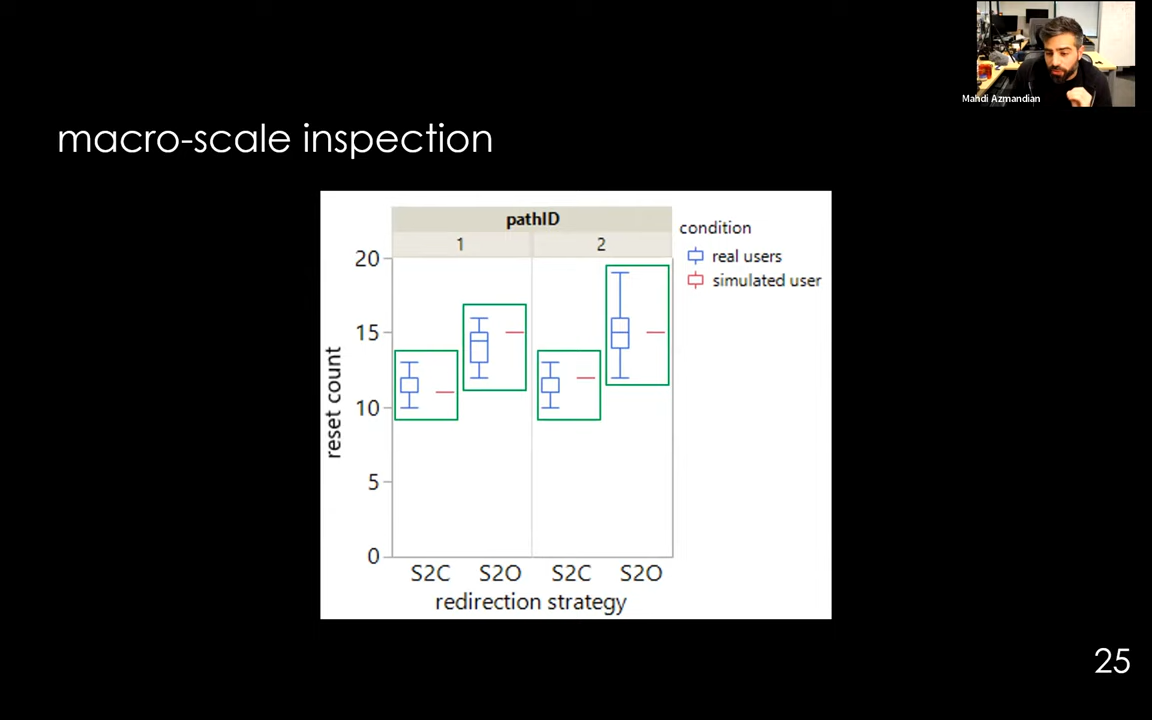 Mahdi Azmandian
macro-scale inspection
pathID
1
2
condition
real users
simulated user
20
15
10
5
0
reset count
S2C
S2O
S2C
S2O
redirection strategy
25